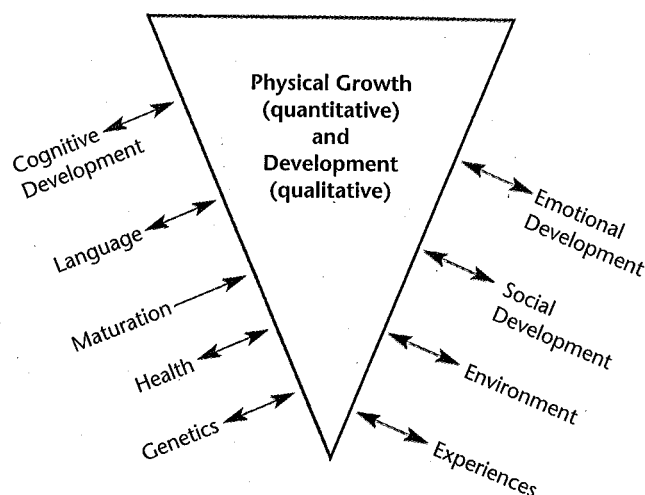 Physical Growth
(quantitative)
and
Development
(qualitative)
Cognitive
Development
Language
Maturation
Health
Genetics
Emotional
Development
Social
Development
Environment
Experiences